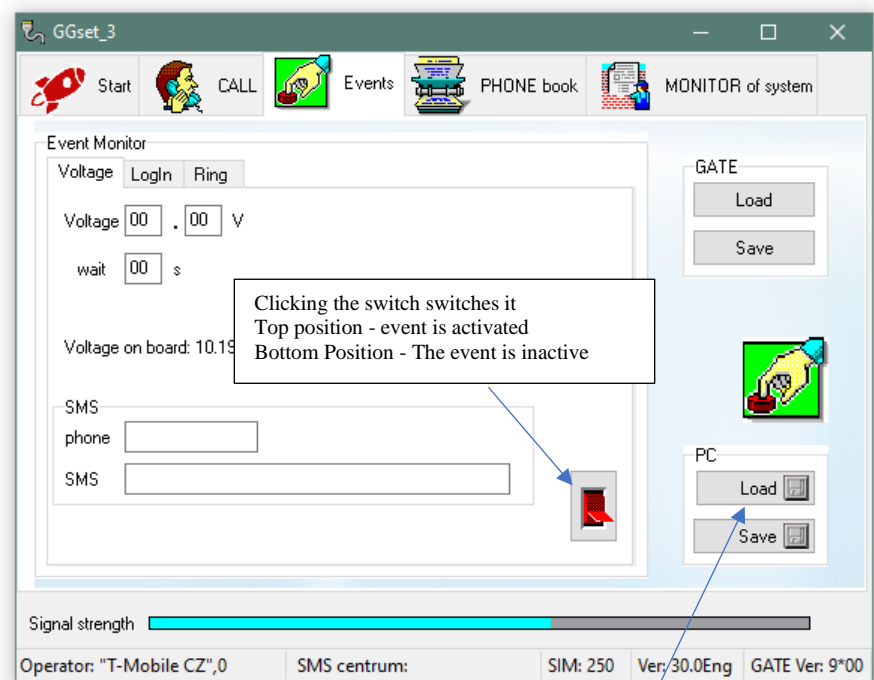 GGset_3
Start
CALL
Events
PHONE book
MONITOR of system
Event Monitor
Voltage LogIn Ring
Voltage 00 . 00 V
wait 00 s
Clicking the switch switches it
Top position - event is activated
Bottom Position - The event is inactive
Voltage on board: 10.19
SMS
phone
SMS
GATE
Load
Save
PC
Load
Save
Signal strength
Operator: "T-Mobile CZ",0
SMS centrum:
SIM: 250
Ver: 30.0Eng
GATE Ver: 9*00